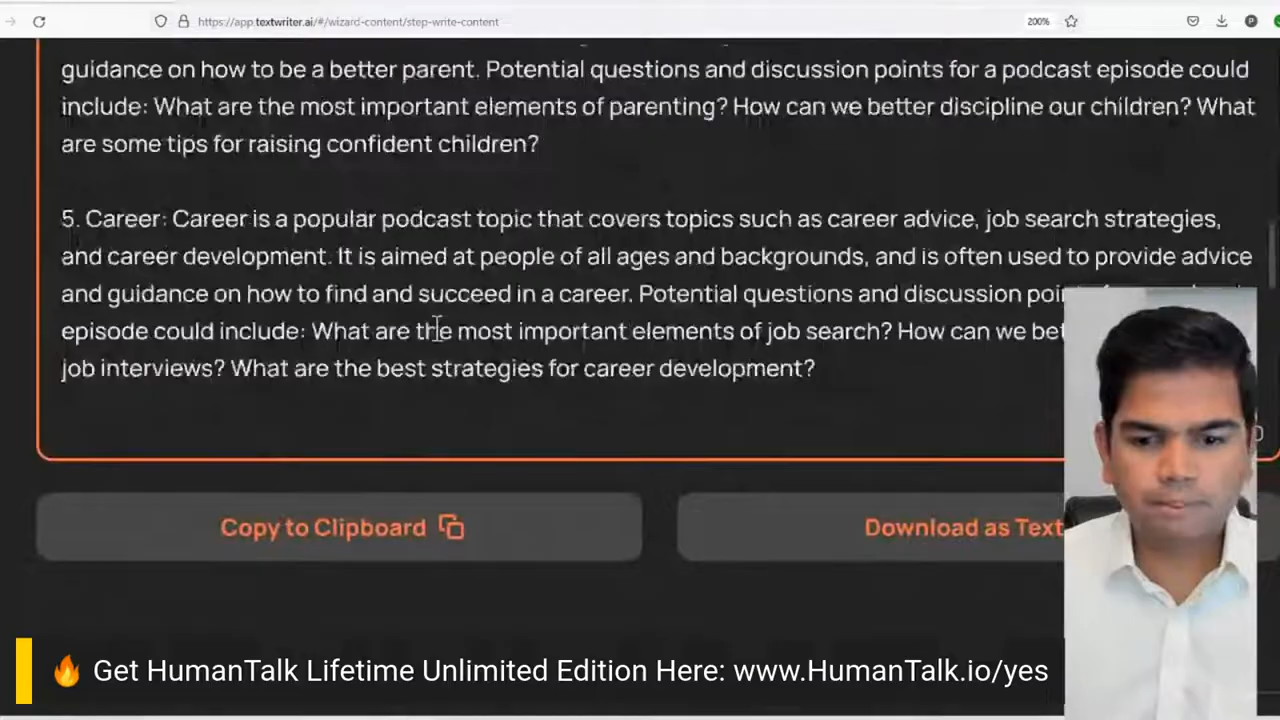 https://app.textwriter.ai/#/wizard-content/step-write-content
200%
guidance on how to be a better parent. Potential questions and discussion points for a podcast episode could
include: What are the most important elements of parenting? How can we better discipline our children? What
are some tips for raising confident children?
5. Career: Career is a popular podcast topic that covers topics such as career advice, job search strategies,
and career development. It is aimed at people of all ages and backgrounds, and is often used to provide advice
and guidance on how to find and succeed in a career. Potential questions and discussion
episode could include: What are the most important elements of job search? How can we
job interviews? What are the best strategies for career development?
Copy to Clipboard
Download as Text
🔥 Get HumanTalk Lifetime Unlimited Edition Here: www.HumanTalk.io/yes